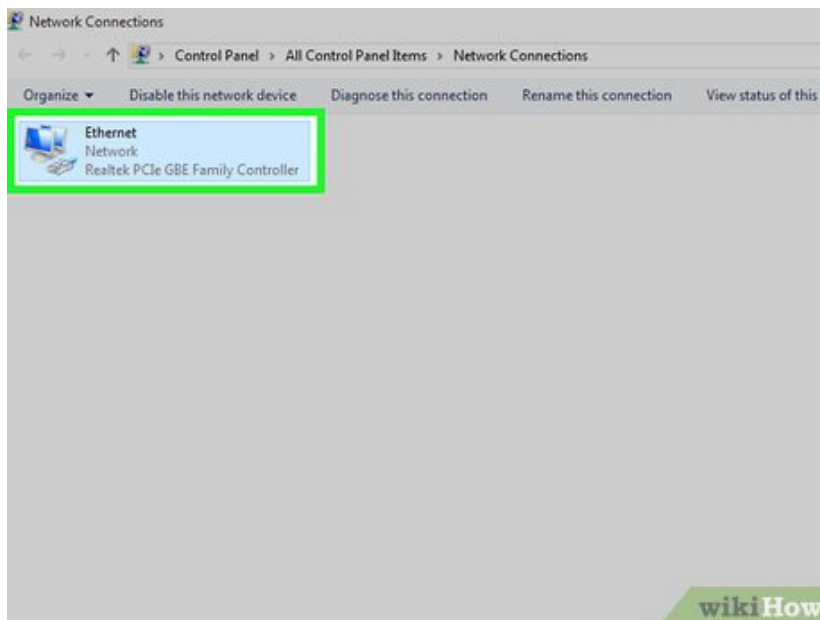 Network Connections
Control Panel > All Control Panel Items > Network Connections
Organize Disable this network device Diagnose this connection Rename this connection View status of this
Ethernet
Network
Realtek PCIe GBE Family Controller
wikiHow